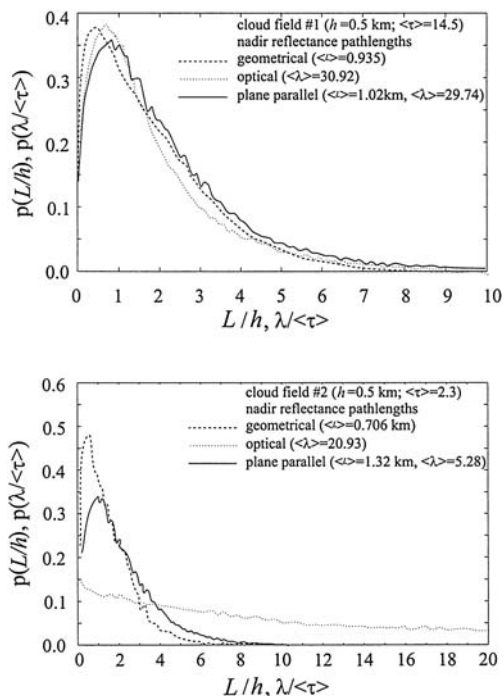 cloud field #1 (h=0.5 km; <τ>=14.5)
nadir reflectance pathlengths
geometrical (<L>=0.935)
optical (<λ>=30.92)
plane parallel (<L>=1.02km, <λ>=29.74)
p(L/h), p(λ/<τ>)
0.4
0.3
0.2
0.1
0.0
0 1 2 3 4 5 6 7 8 9 10
L/h, λ/<τ>
cloud field #2 (h=0.5 km; <τ>=2.3)
nadir reflectance pathlengths
geometrical (<L>=0.706 km)
optical (<λ>=20.93)
plane parallel (<L>=1.32 km, <λ>=5.28)
p(L/h), p(λ/<τ>)
0.6
0.5
0.4
0.3
0.2
0.1
0.0
0 2 4 6 8 10 12 14 16 18 20
L/h, λ/<τ>